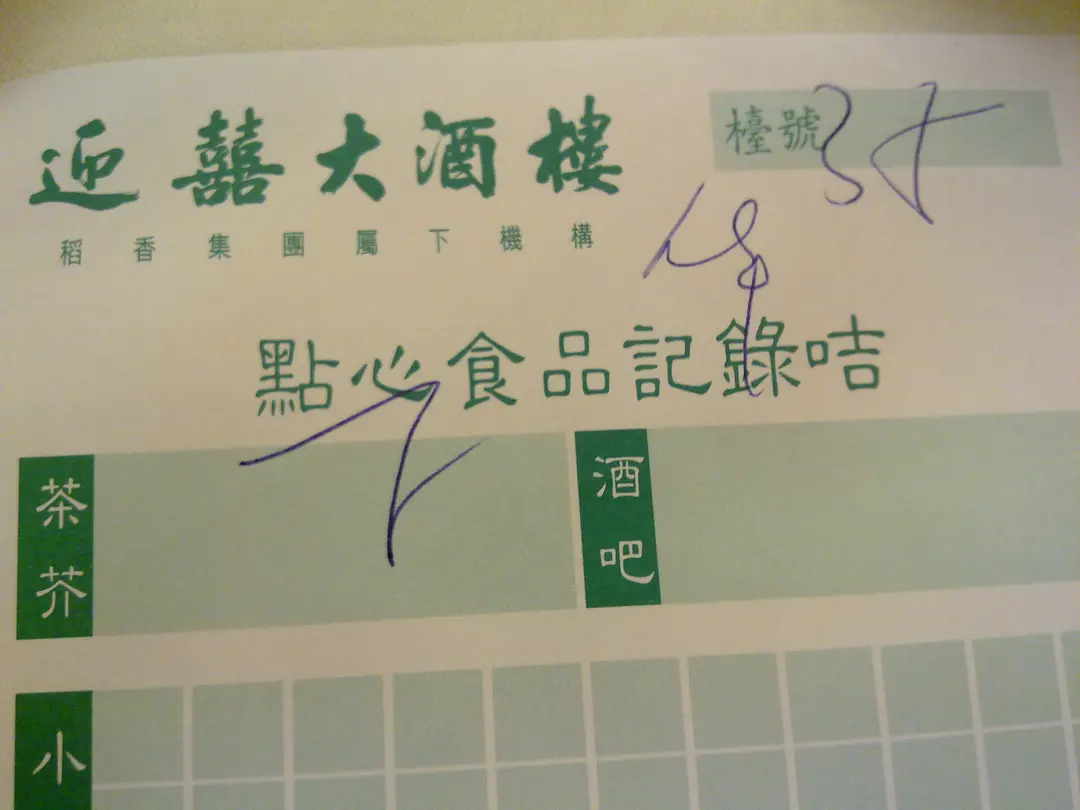 迎囍大酒樓
檯號
稻香集團屬下機構
點心食品記錄咭
茶芥
酒吧
小